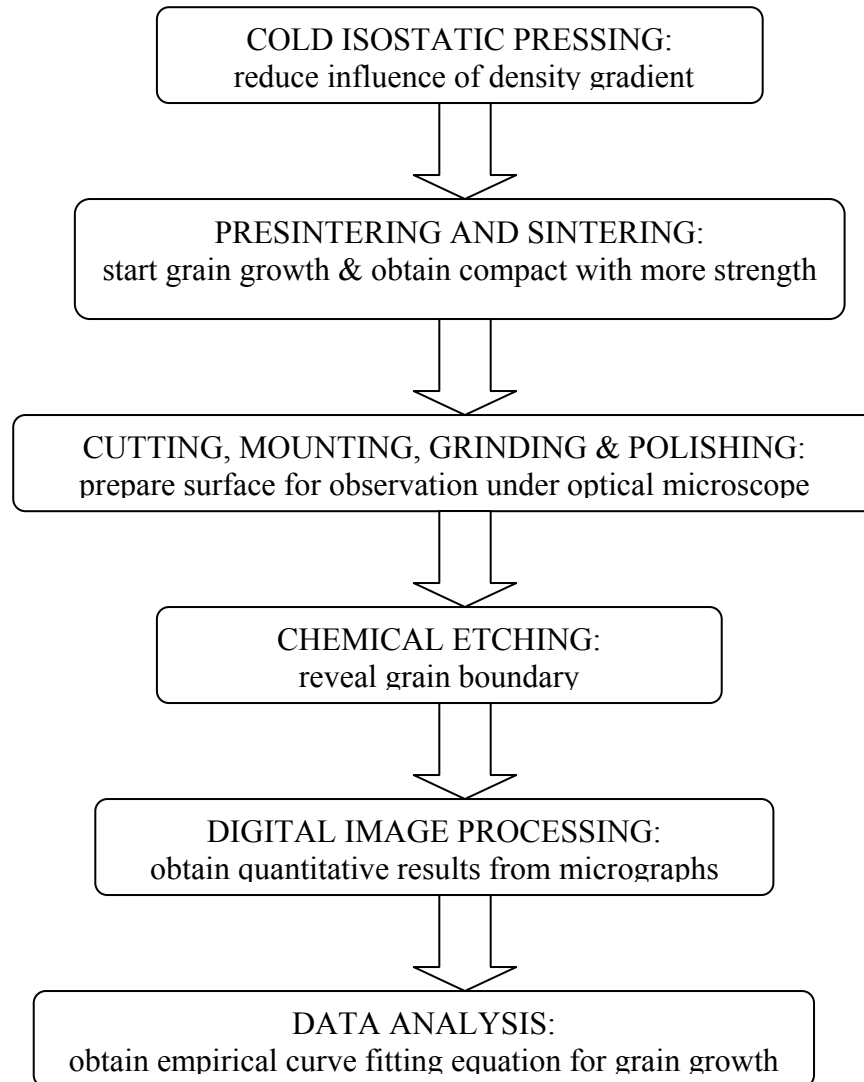 COLD ISOSTATIC PRESSING:
reduce influence of density gradient
PRESINTERING AND SINTERING:
start grain growth & obtain compact with more strength
CUTTING, MOUNTING, GRINDING & POLISHING:
prepare surface for observation under optical microscope
CHEMICAL ETCHING:
reveal grain boundary
DIGITAL IMAGE PROCESSING:
obtain quantitative results from micrographs
DATA ANALYSIS:
obtain empirical curve fitting equation for grain growth